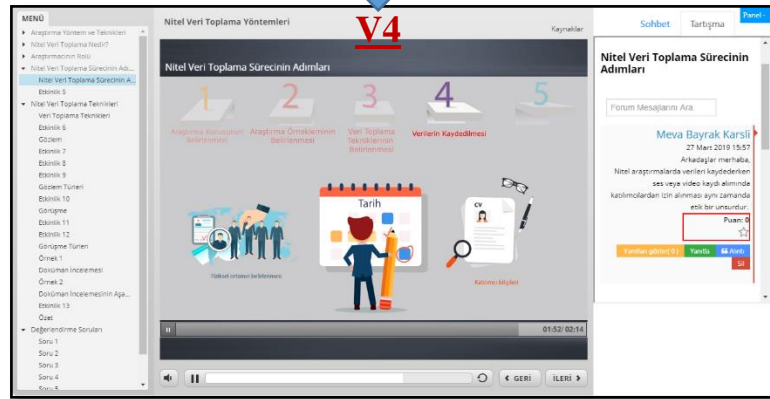 MENÜ
Araştırma Yöntem ve Teknikleri
Nitel Veri Toplama Nedir?
Araştırmacının Rolü
Nitel Veri Toplama Sürecinin Adı...
Nitel Veri Toplama Sürecinin A...
Etkinlik 5
Nitel Veri Toplama Teknikleri
Veri Toplama Teknikleri
Etkinlik 6
Gözlem
Etkinlik 7
Etkinlik 8
Etkinlik 9
Gözlem Türleri
Etkinlik 10
Görüşme
Etkinlik 11
Etkinlik 12
Görüşme Türleri
Örnek 1
Doküman İncelemesi
Örnek 2
Doküman İncelemesinin Aşa...
Etkinlik 13
Özet
Değerlendirme Soruları
Soru 1
Soru 2
Soru 3
Soru 4
Soru 5
Nitel Veri Toplama Yöntemleri
V4
Kaynaklar
Nitel Veri Toplama Sürecinin Adımları
1 2 3 4 5
Araştırma Konusunun Belirlenmesi
Araştırma Örnekleminin Belirlenmesi
Veri Toplama Tekniklerinin Belirlenmesi
Verilerin Kaydedilmesi
Tarih
CV
Fiziksel ortamın belirlenmesi
Katılımcı bilgileri
01:52/02:14
GERİ
İLERİ
Panel -
Sohbet
Tartışma
Nitel Veri Toplama Sürecinin
Adımları
Forum Mesajlarını Ara
Meva Bayrak Karsli
27 Mart 2019 15:57
Arkadaşlar merhaba,
Nitel araştırmalarda verileri kaydederken
ses veya video kaydı alımında
katılımcılardan izin alınması aynı zamanda
etik bir unsurdur.
Puan: 0
Yanıtları göster( 0 )
Yanıtla
Alıntı
Sil